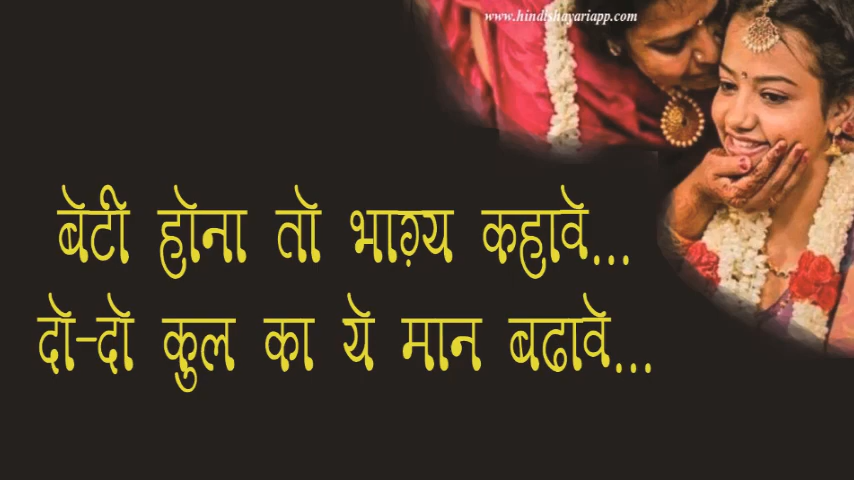 www.hindishayariapp.com
बेटी होना तो भाग्य कहावे...
दो-दो कुल का ये मान बढावे...